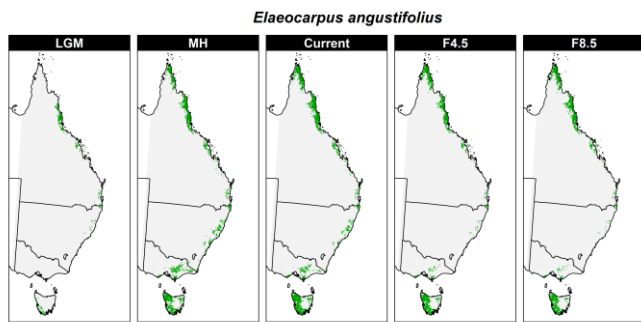 Elaeocarpus angustifolius
LGM
MH
Current
F4.5
F8.5